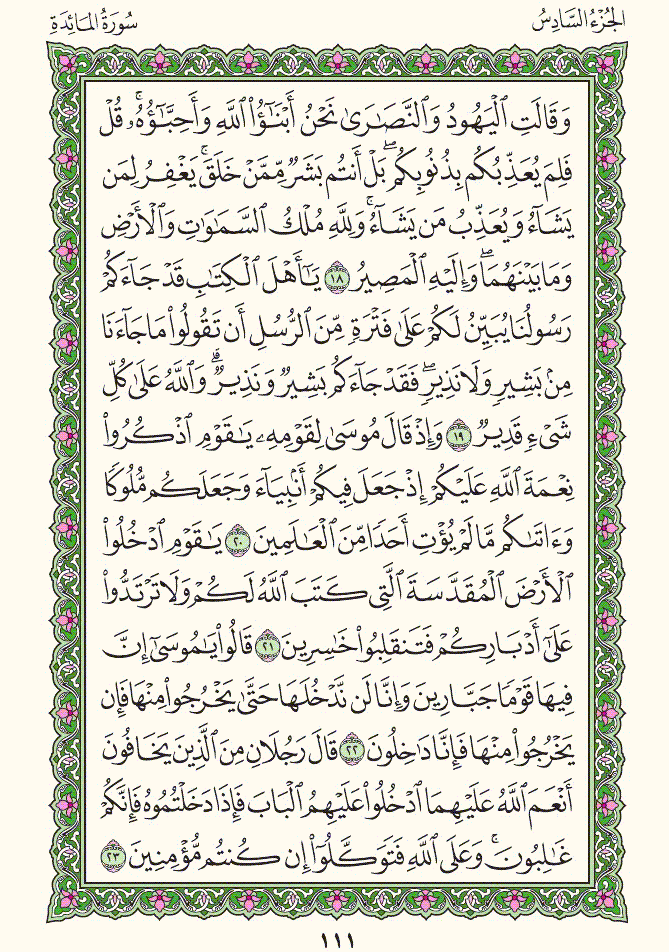 الجُزْءُ السَّادِسُ
سُورَةُ المَائِدَةِ
وَقَالَتِ ٱلۡيَهُودُ وَٱلنَّصَٰرَىٰ نَحۡنُ أَبۡنَٰٓؤُاْ ٱللَّهِ وَأَحِبَّٰٓؤُهُۥۚ قُلۡ
فَلِمَ يُعَذِّبُكُم بِذُنُوبِكُمۖ بَلۡ أَنتُم بَشَرٞ مِّمَّنۡ خَلَقَۚ يَغۡفِرُ لِمَن
يَشَآءُ وَيُعَذِّبُ مَن يَشَآءُۚ وَلِلَّهِ مُلۡكُ ٱلسَّمَٰوَٰتِ وَٱلۡأَرۡضِ
وَمَا بَيۡنَهُمَاۖ وَإِلَيۡهِ ٱلۡمَصِيرُ ١٨ يَٰٓأَهۡلَ ٱلۡكِتَٰبِ قَدۡ جَآءَكُمۡ
رَسُولُنَا يُبَيِّنُ لَكُمۡ عَلَىٰ فَتۡرَةٖ مِّنَ ٱلرُّسُلِ أَن تَقُولُواْ مَا جَآءَنَا
مِنۢ بَشِيرٖ وَلَا نَذِيرٖۖ فَقَدۡ جَآءَكُم بَشِيرٞ وَنَذِيرٞۗ وَٱللَّهُ عَلَىٰ كُلِّ
شَيۡءٖ قَدِيرٞ ١٩ وَإِذۡ قَالَ مُوسَىٰ لِقَوۡمِهِۦ يَٰقَوۡمِ ٱذۡكُرُواْ
نِعۡمَةَ ٱللَّهِ عَلَيۡكُمۡ إِذۡ جَعَلَ فِيكُمۡ أَنۢبِيَآءَ وَجَعَلَكُم مُّلُوكٗا
وَءَاتَىٰكُم مَّا لَمۡ يُؤۡتِ أَحَدٗا مِّنَ ٱلۡعَٰلَمِينَ ٢٠ يَٰقَوۡمِ ٱدۡخُلُواْ
ٱلۡأَرۡضَ ٱلۡمُقَدَّسَةَ ٱلَّتِي كَتَبَ ٱللَّهُ لَكُمۡ وَلَا تَرۡتَدُّواْ
عَلَىٰٓ أَدۡبَارِكُمۡ فَتَنقَلِبُواْ خَٰسِرِينَ ٢١ قَالُواْ يَٰمُوسَىٰٓ إِنَّ
فِيهَا قَوۡمٗا جَبَّارِينَ وَإِنَّا لَن نَّدۡخُلَهَا حَتَّىٰ يَخۡرُجُواْ مِنۡهَا فَإِن
يَخۡرُجُواْ مِنۡهَا فَإِنَّا دَٰخِلُونَ ٢٢ قَالَ رَجُلَانِ مِنَ ٱلَّذِينَ يَخَافُونَ
أَنۡعَمَ ٱللَّهُ عَلَيۡهِمَا ٱدۡخُلُواْ عَلَيۡهِمُ ٱلۡبَابَ فَإِذَا دَخَلۡتُمُوهُ فَإِنَّكُمۡ
غَٰلِبُونَۚ وَعَلَى ٱللَّهِ فَتَوَكَّلُوٓاْ إِن كُنتُم مُّؤۡمِنِينَ ٢٣
١١١